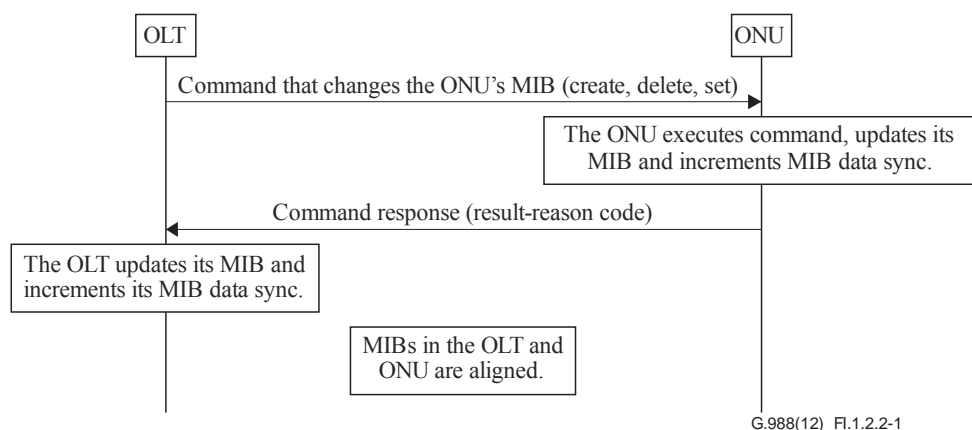 OLT
ONU
Command that changes the ONU's MIB (create, delete, set)
The ONU executes command, updates its
MIB and increments MIB data sync.
Command response (result-reason code)
The OLT updates its MIB and
increments its MIB data sync.
MIBs in the OLT and
ONU are aligned.
G.988(12)_FI.1.2.2-1